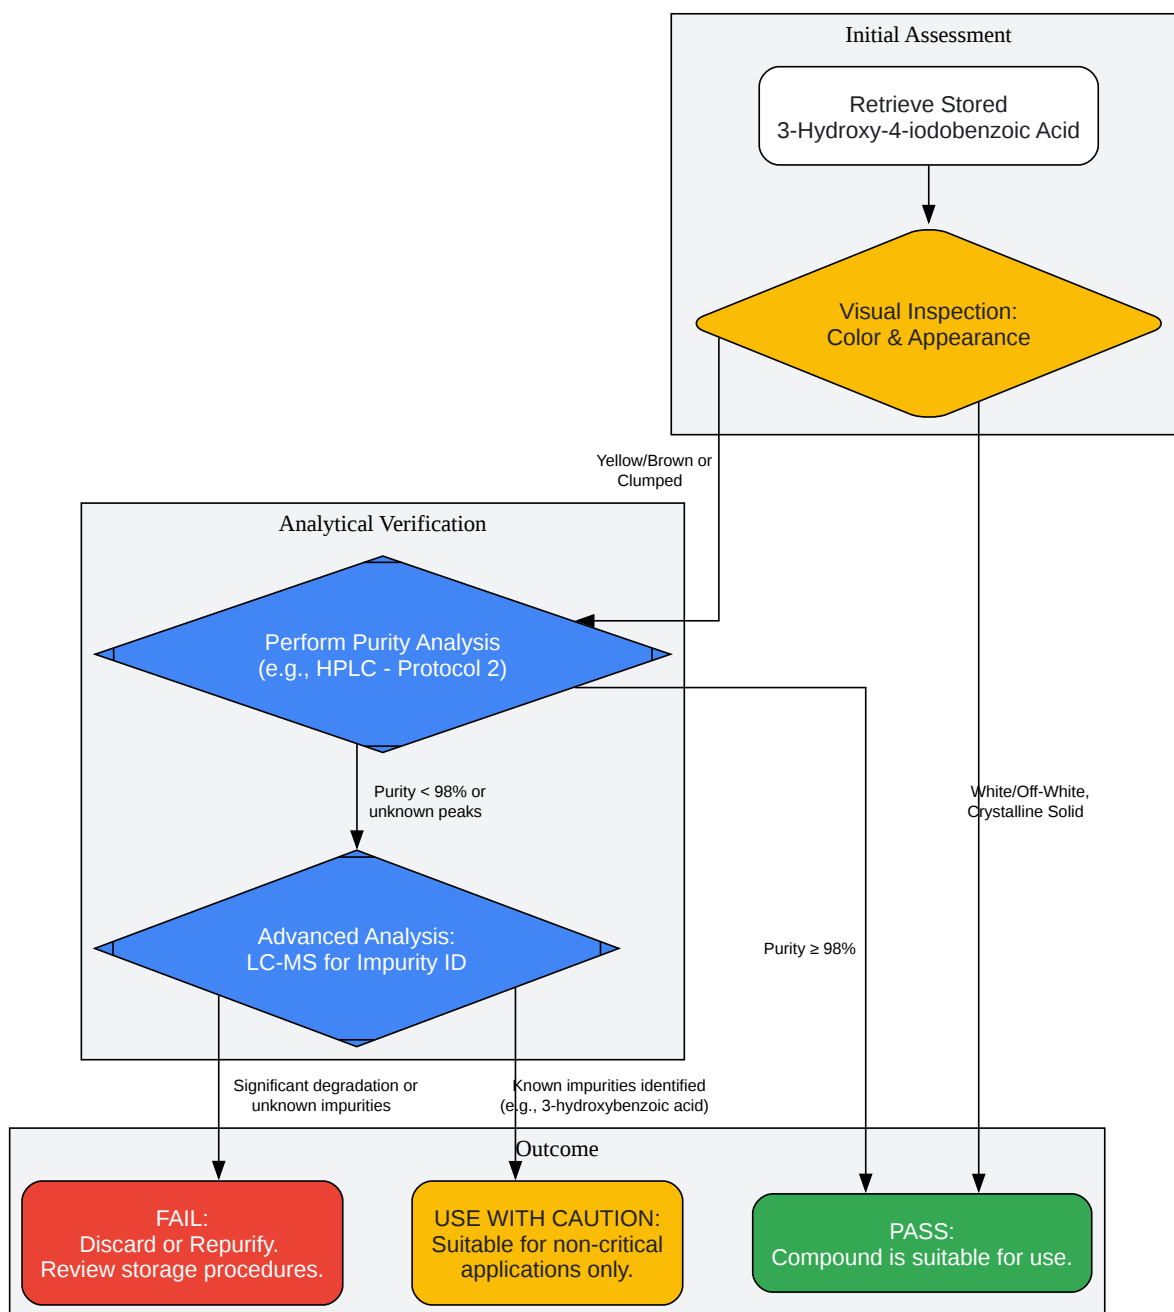 Initial Assessment
Retrieve Stored
3-Hydroxy-4-iodobenzoic Acid
Visual Inspection:
Color & Appearance
Yellow/Brown or
Clumped
Analytical Verification
Perform Purity Analysis
(e.g., HPLC - Protocol 2)
Purity < 98% or
unknown peaks
White/Off-White,
Crystalline Solid
Advanced Analysis:
LC-MS for Impurity ID
Purity ≥ 98%
Significant degradation or
unknown impurities
Known impurities identified
(e.g., 3-hydroxybenzoic acid)
Outcome
FAIL:
Discard or Repurify.
Review storage procedures.
USE WITH CAUTION:
Suitable for non-critical
applications only.
PASS:
Compound is suitable for use.